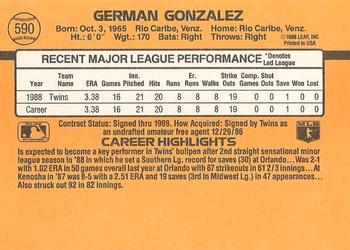 590
GERMAN GONZALEZ
Born: Oct. 3, 1965 Rio Caribe, Venz. Home: Rio Caribe, Venz.
Ht: 6'0" Wgt: 170 Bats: Right Throws: Right
© 1988 LEAF, INC.
Printed in USA
RECENT MAJOR LEAGUE PERFORMANCE *Denotes Led League
Year Team Name ERA Games Inn Pit Hits Runs Er Walks Strike Outs Comp Games Shut Outs Won Lost Saves
1988 Twins 3.38 16 21 20 8 8 8 19 0 0 0 0 1
Career 3.38 16 21 20 8 8 8 19 0 0 0 0 1
Contract Status: Signed thru 1989. How Acquired: Signed by Twins as
an undrafted amateur free agent 12/29/86
MLB
CAREER HIGHLIGHTS
Is expected to become a key performer in Twins' bullpen after 2nd straight sensational minor
league season in '88 in which he set a Southern Lg. record for saves (30) at Orlando... Was 2-1
with 1.02 ERA in 50 games overall last year at Orlando with 67 strikeouts in 61 2/3 innings... At
Kenosha in '87 was 8-5 with a 2.51 ERA and 19 saves (3rd in Midwest Lg.) in 47 appearances...
Also struck out 92 in 82 innings.